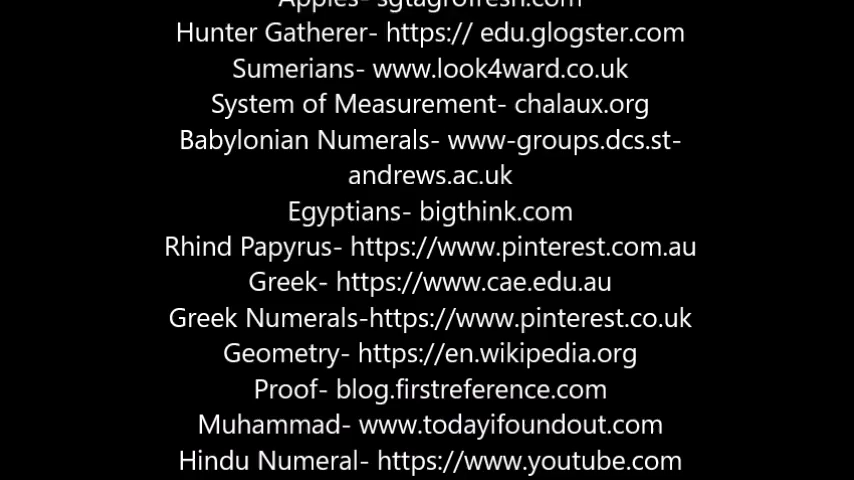 Apples- sgtagrofresh.com
Hunter Gatherer- https:// edu.glogster.com
Sumerians- www.look4ward.co.uk
System of Measurement- chalaux.org
Babylonian Numerals- www-groups.dcs.st-
andrews.ac.uk
Egyptians- bigthink.com
Rhind Papyrus- https://www.pinterest.com.au
Greek- https://www.cae.edu.au
Greek Numerals-https://www.pinterest.co.uk
Geometry- https://en.wikipedia.org
Proof- blog.firstreference.com
Muhammad- www.todayifoundout.com
Hindu Numeral- https://www.youtube.com